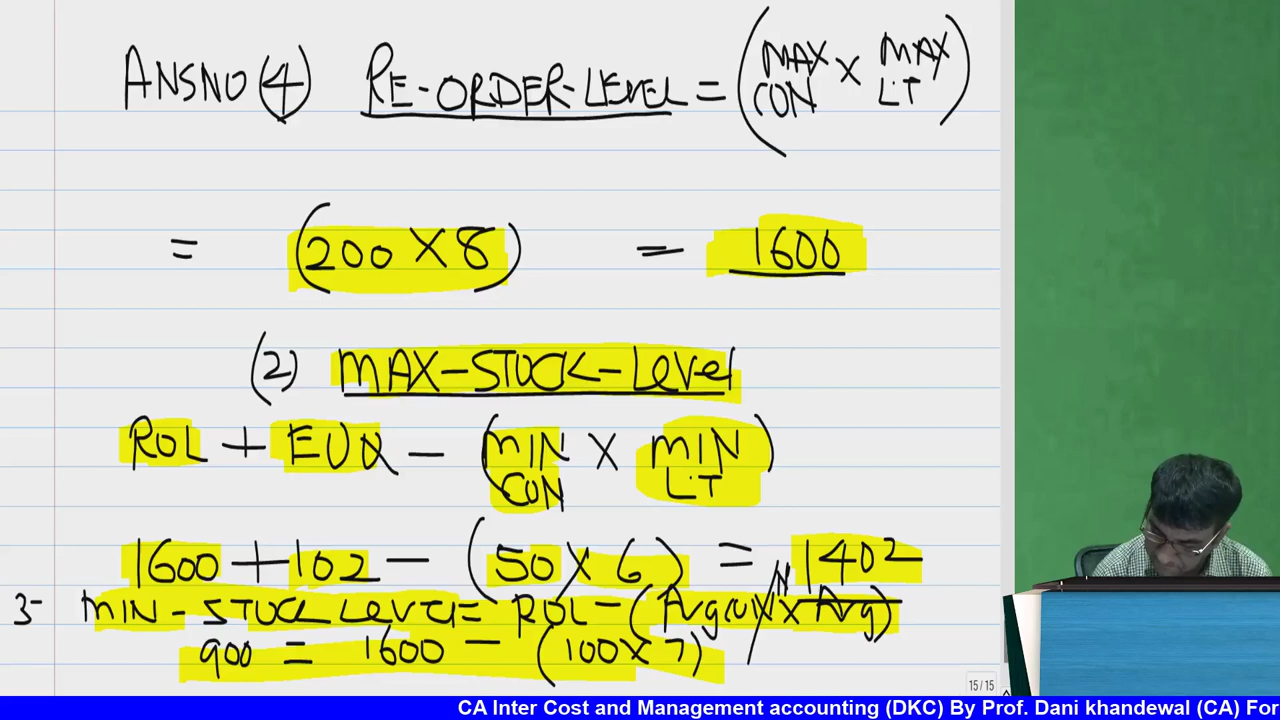 ANSNO (4) RE-ORDER-LEVEL = (MAX CON × MAX L.T)
= (200 × 8) = 1600
(2) MAX-STOCK-Level
ROL + EOQ - (MIN CON × MIN L.T)
1600 + 102 - (50 × 6) = 1402
3- MIN-STOCK Level = ROL - (Avg con × Avg)
900 = 1600 - (100 × 7)
15/15
CA Inter Cost and Management accounting (DKC) By Prof. Dani khandewal (CA) For